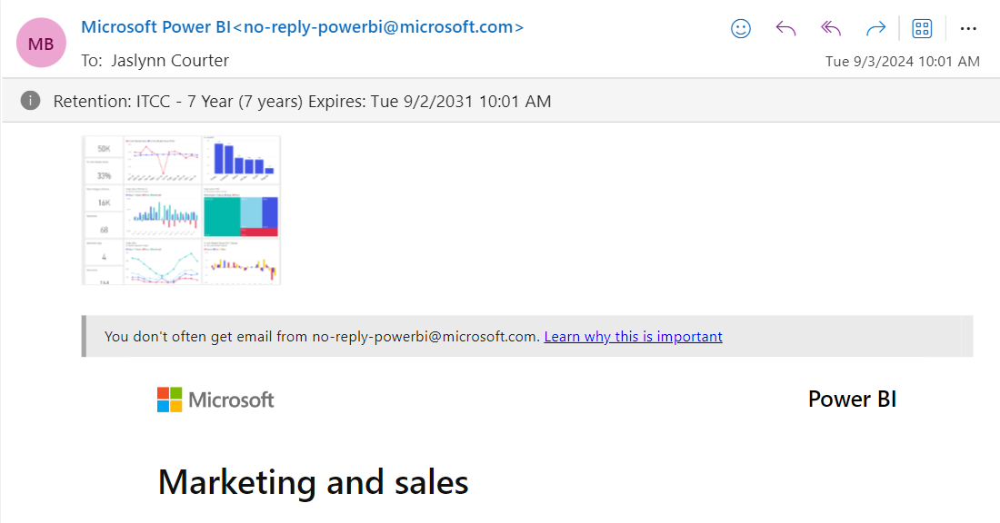 MB
Microsoft Power BI<no-reply-powerbi@microsoft.com>
To: Jaslynn Courter
Tue 9/3/2024 10:01 AM
Retention: ITCC - 7 Year (7 years) Expires: Tue 9/2/2031 10:01 AM
50K
33%
16K
68
4
You don't often get email from no-reply-powerbi@microsoft.com. Learn why this is important
Microsoft
Power BI
Marketing and sales